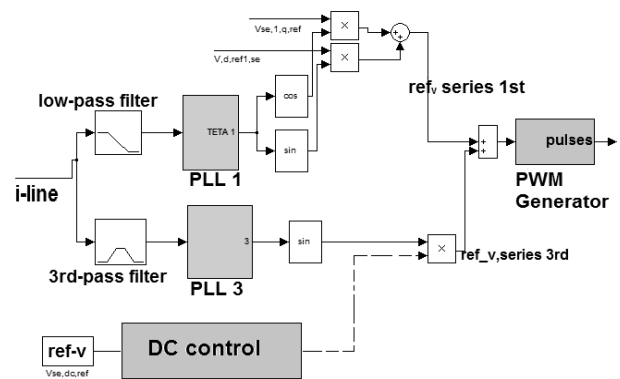 Vse,1,q,ref
×
V,d,ref1,se
×
+
+
ref_v series 1st
low-pass filter
cos
TETA 1
sin
PLL 1
+
+
pulses
PWM
Generator
i-line
3
sin
×
3rd-pass filter
PLL 3
ref_v,series 3rd
ref-v
DC control
Vse,dc,ref